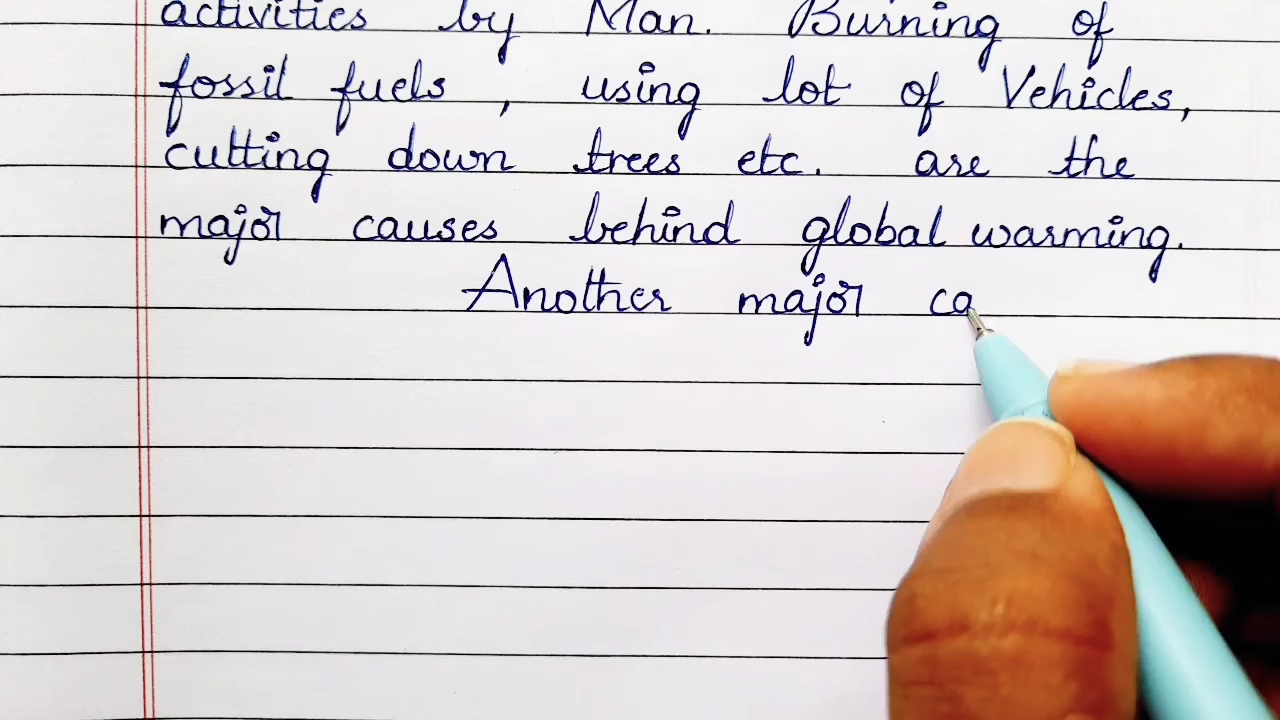 activities by Man. Burning of
fossil fuels , using lot of Vehicles,
cutting down trees etc. are the
major causes behind global warming.
Another major ca